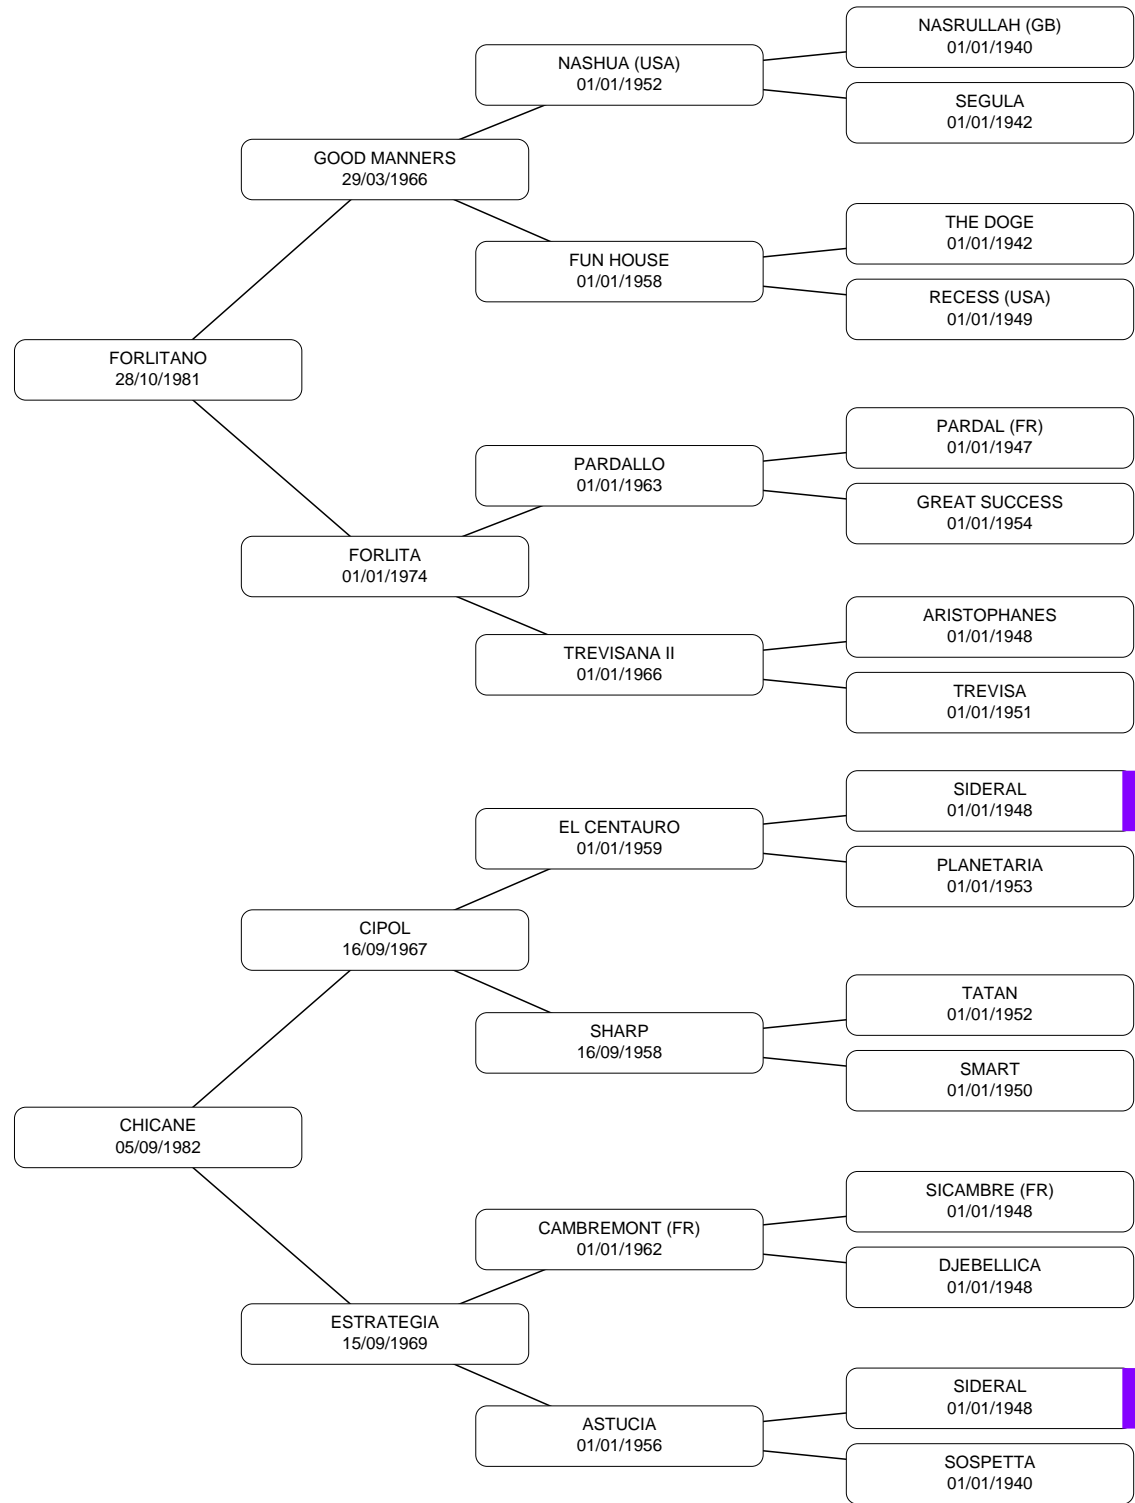 NASRULLAH (GB)
01/01/1940
NASHUA (USA)
01/01/1952
SEGULA
01/01/1942
GOOD MANNERS
29/03/1966
THE DOGE
01/01/1942
FUN HOUSE
01/01/1958
RECESS (USA)
01/01/1949
FORLITANO
28/10/1981
PARDAL (FR)
01/01/1947
PARDALLO
01/01/1963
GREAT SUCCESS
01/01/1954
FORLITA
01/01/1974
ARISTOPHANES
01/01/1948
TREVISANA II
01/01/1966
TREVISA
01/01/1951
SIDERAL
01/01/1948
EL CENTAURO
01/01/1959
PLANETARIA
01/01/1953
CIPOL
16/09/1967
TATAN
01/01/1952
SHARP
16/09/1958
SMART
01/01/1950
CHICANE
05/09/1982
SICAMBRE (FR)
01/01/1948
CAMBREMONT (FR)
01/01/1962
DJEBELLICA
01/01/1948
ESTRATEGIA
15/09/1969
SIDERAL
01/01/1948
ASTUCIA
01/01/1956
SOSPETTA
01/01/1940